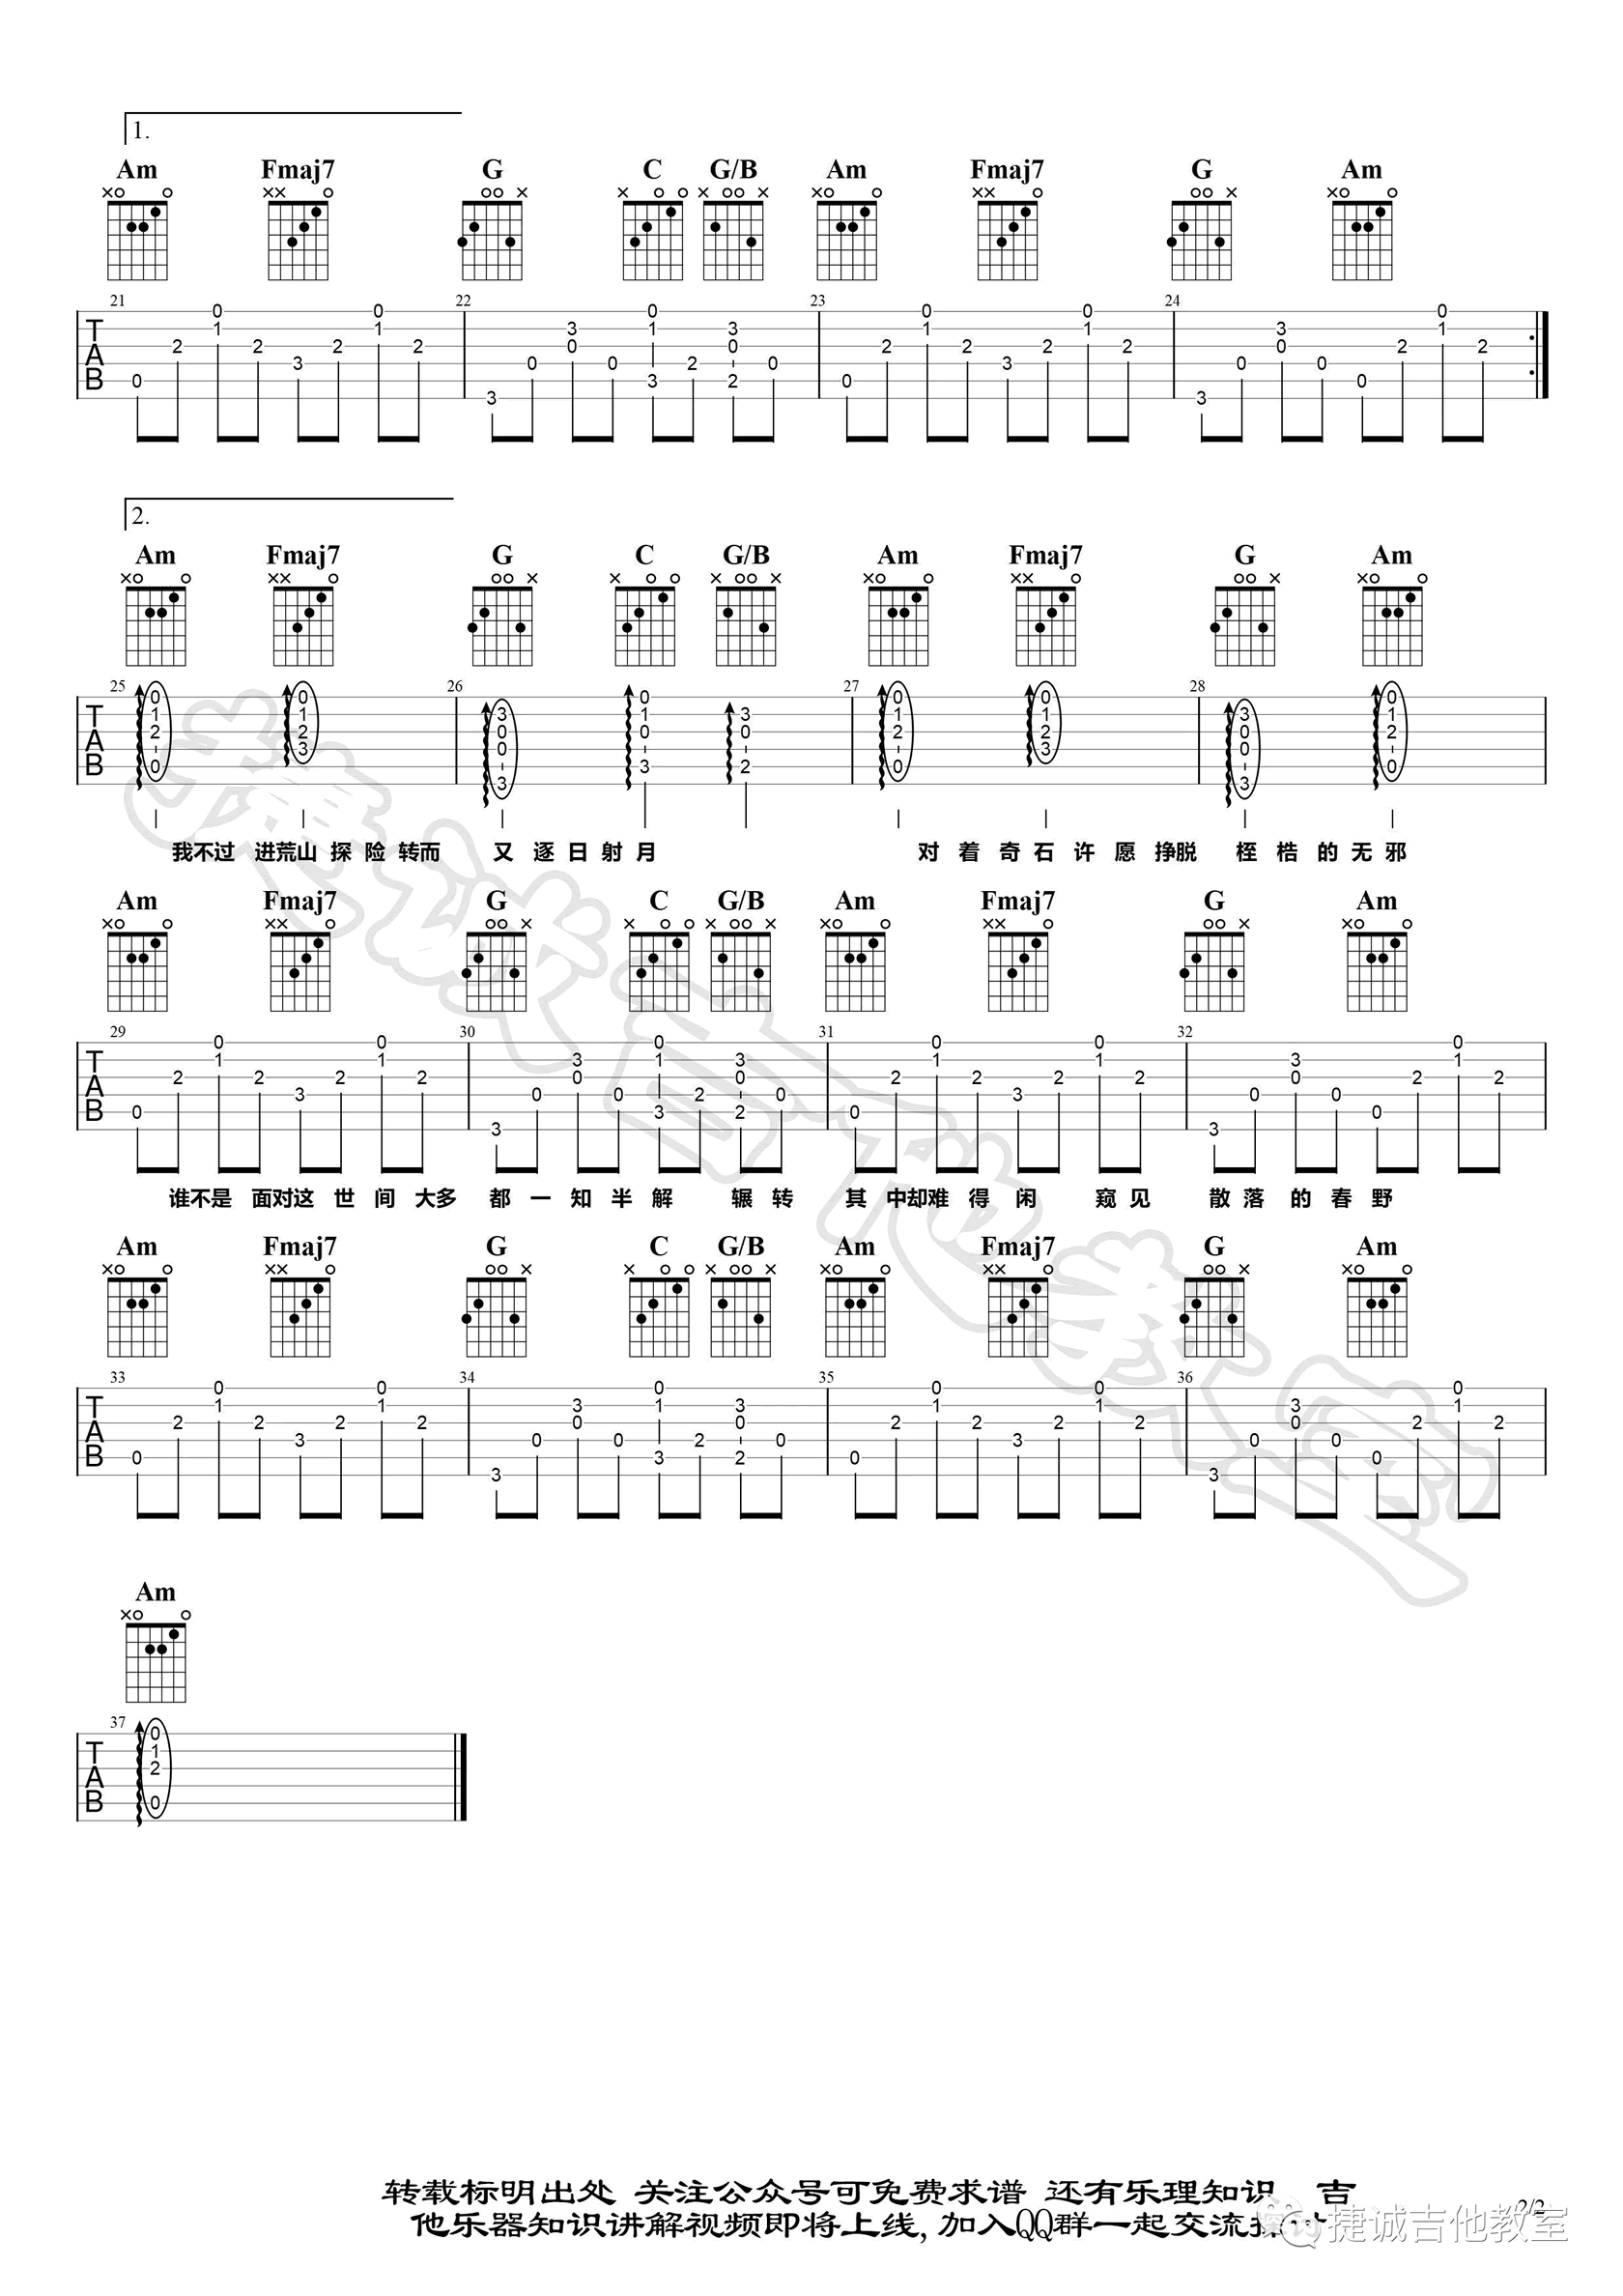 1.
Am Fmaj7 G C G/B Am Fmaj7 G Am
21 22 23 24
2.
Am Fmaj7 G C G/B Am Fmaj7 G Am
25 26 27 28
我不过 进荒山 探 险 转而 又 逐 日 射 月 对 着 奇 石 许 愿 挣脱 桎 梏 的 无 邪
Am Fmaj7 G C G/B Am Fmaj7 G Am
29 30 31 32
谁不是 面对这 世 间 大多 都 一 知 半 解 辗 转 其 中却难 得 闲 窥 见 散 落 的 春 野
Am Fmaj7 G C G/B Am Fmaj7 G Am
33 34 35 36
Am
37
捷诚吉他教室
转载标明出处 关注公众号可免费求谱 还有乐理知识 吉
他乐器知识讲解视频即将上线，加入QQ群一起交流探讨
2/2
捷诚吉他教室